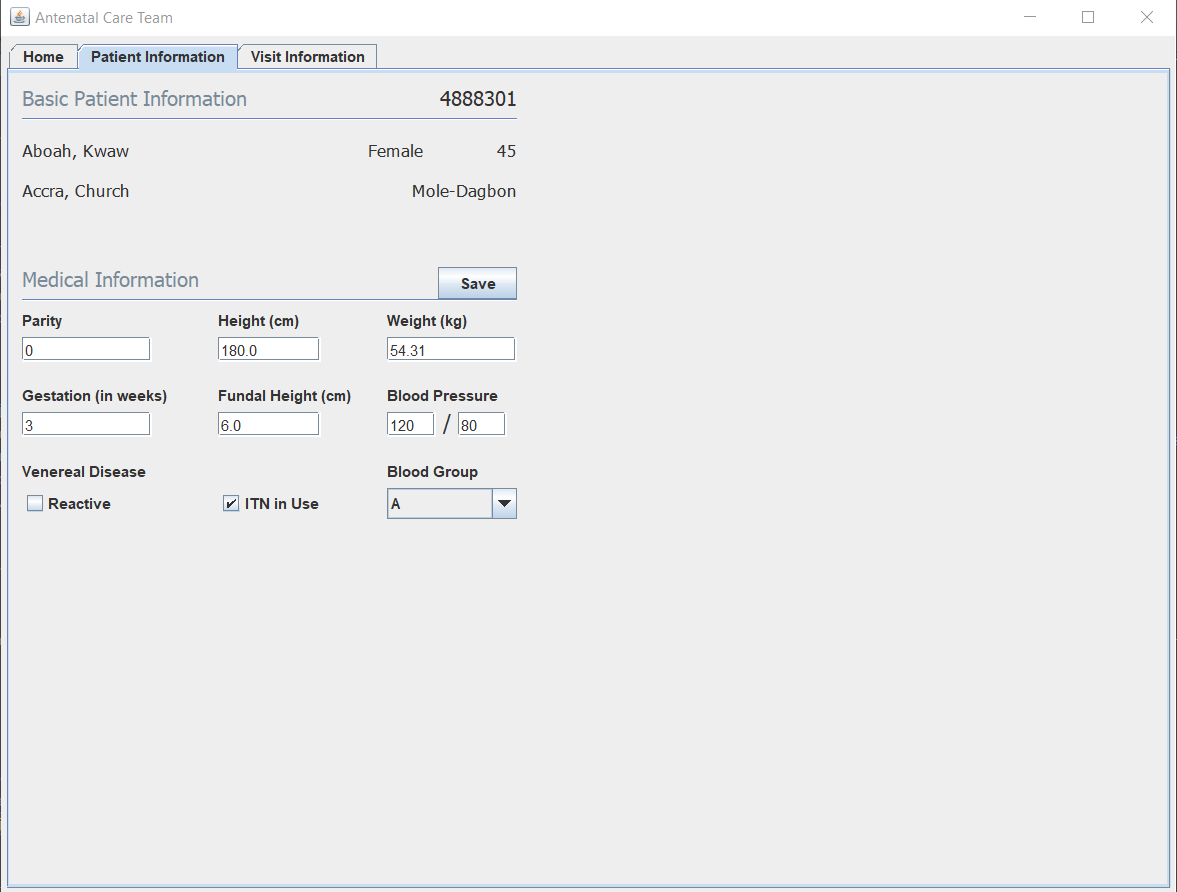 Antenatal Care Team
Home Patient Information Visit Information
Basic Patient Information 4888301
Aboah, Kwaw Female 45
Accra, Church Mole-Dagbon
Medical Information Save
Parity Height (cm) Weight (kg)
0 180.0 54.31
Gestation (in weeks) Fundal Height (cm) Blood Pressure
3 6.0 120 / 80
Venereal Disease Blood Group
Reactive ITN in Use A